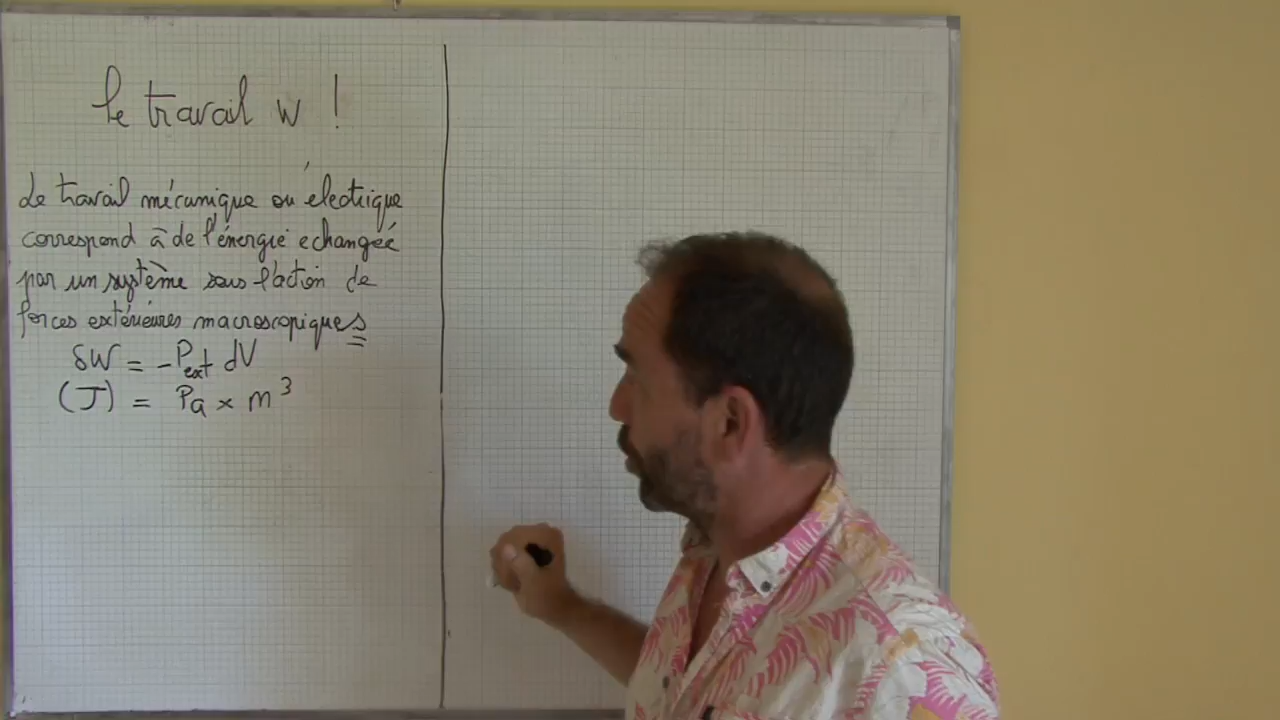 Le travail W !
Le travail mécanique ou électrique
correspond à de l'énergie echangée
par un système sous l'action de
forces extérieures macroscopiques
δW = -Pext dV
(J) = Pa × m³